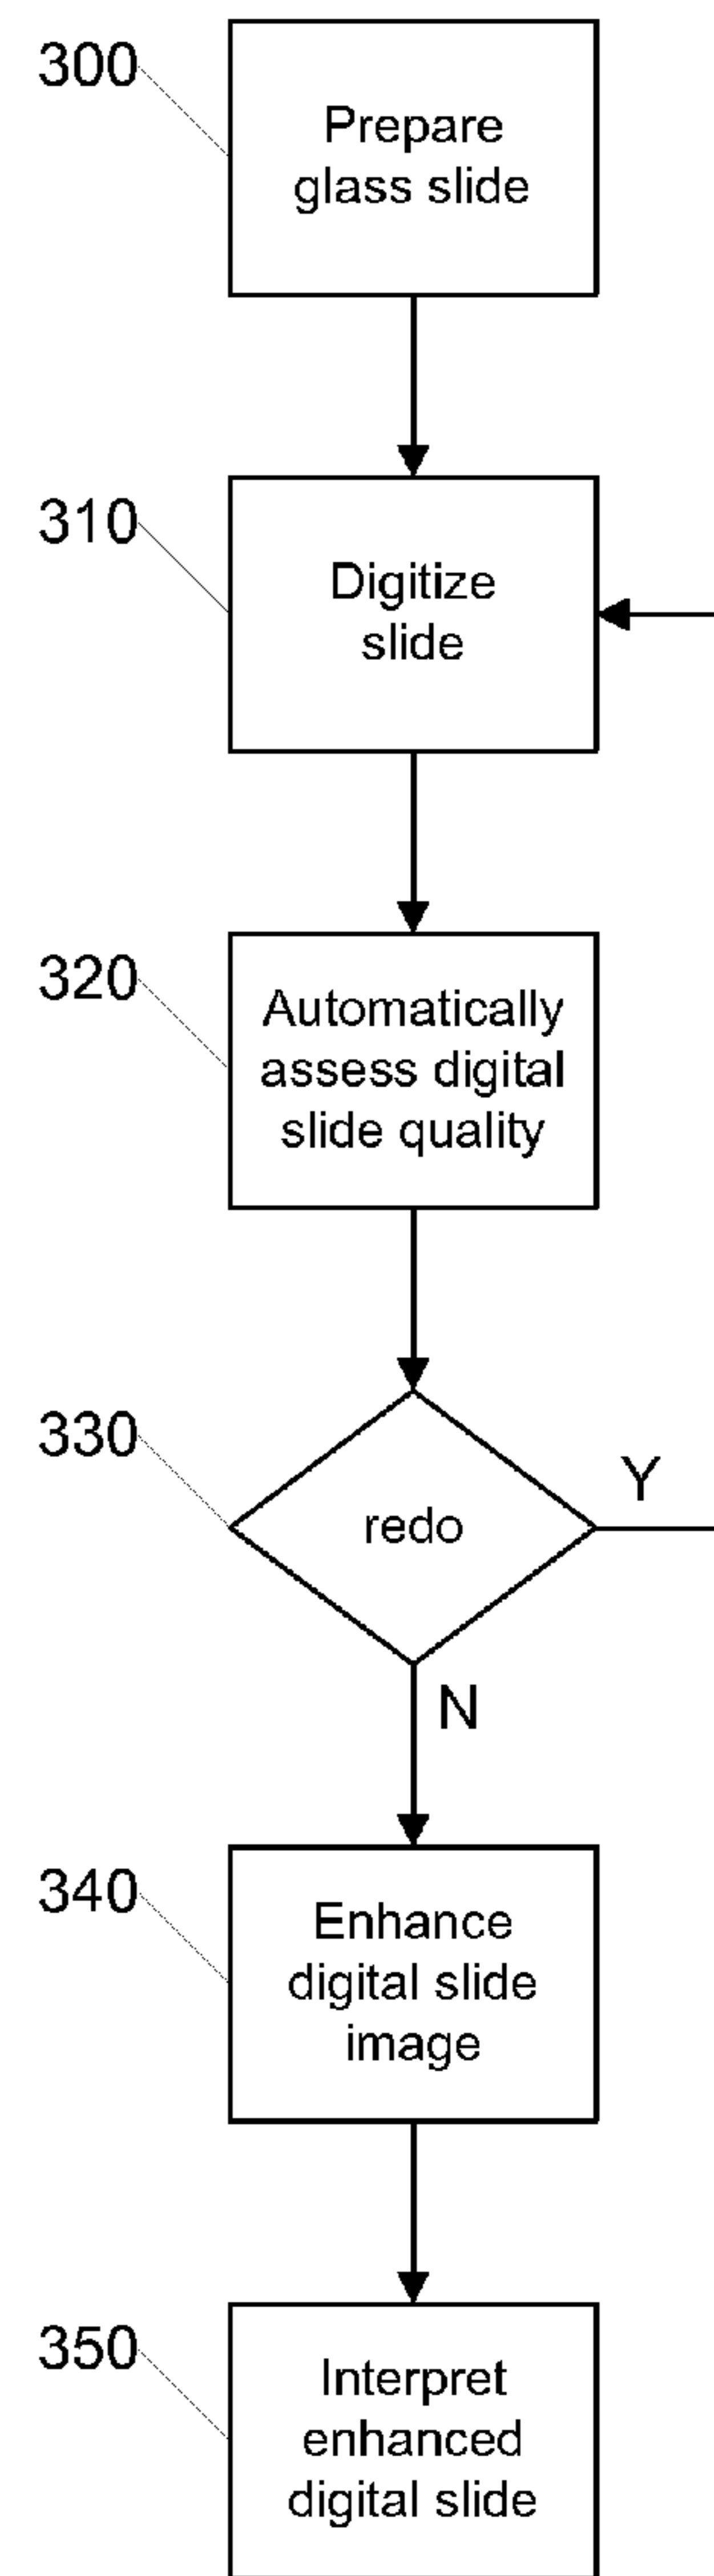 300
Prepare
glass slide
310
Digitize
slide
320
Automatically
assess digital
slide quality
330
redo
Y
N
340
Enhance
digital slide
image
350
Interpret
enhanced
digital slide